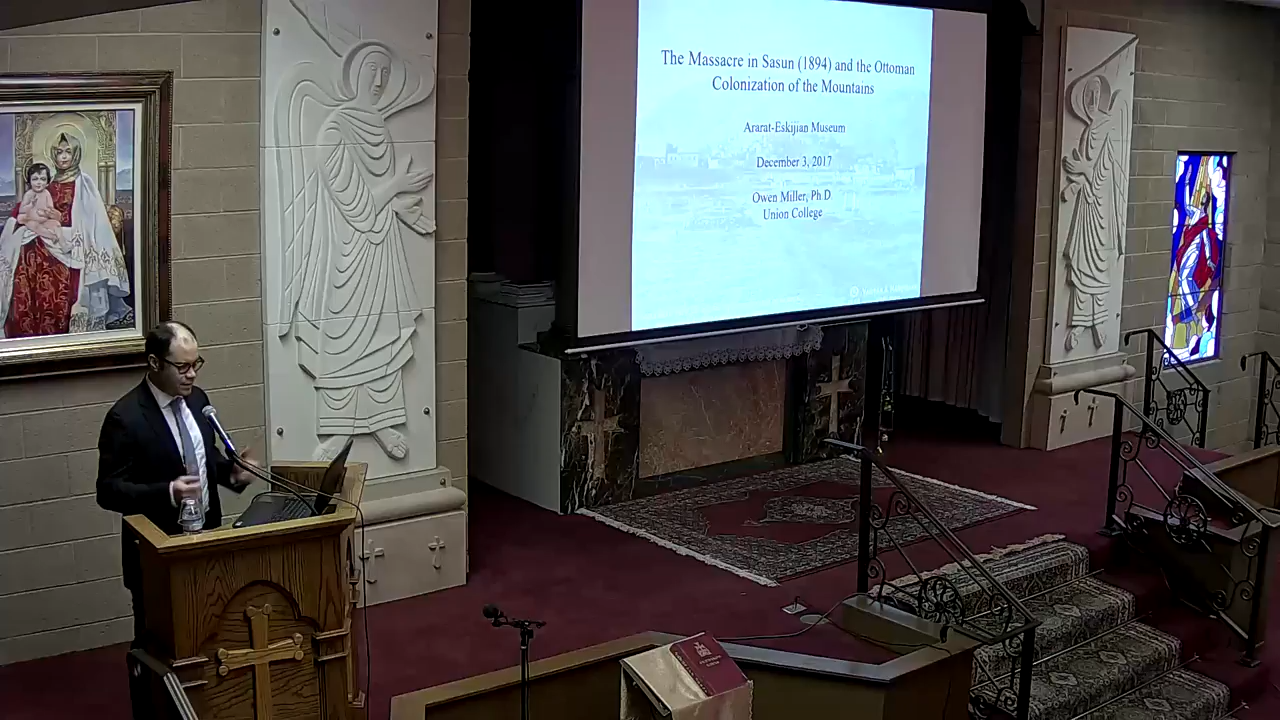 The Massacre in Sasun (1894) and the Ottoman
Colonization of the Mountains
Ararat-Eskijian Museum
December 3, 2017
Owen Miller, Ph D
Union College